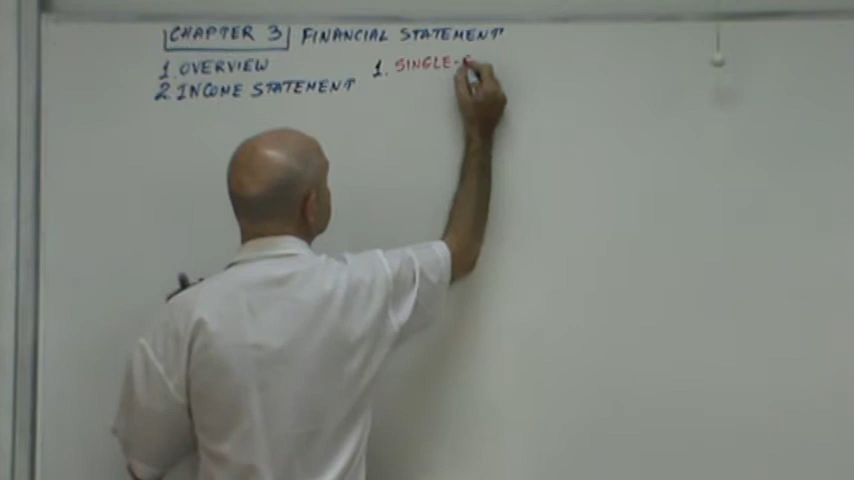 CHAPTER 3 FINANCIAL STATEMENT
1. OVERVIEW
2. INCOME STATEMENT
1. SINGLE-